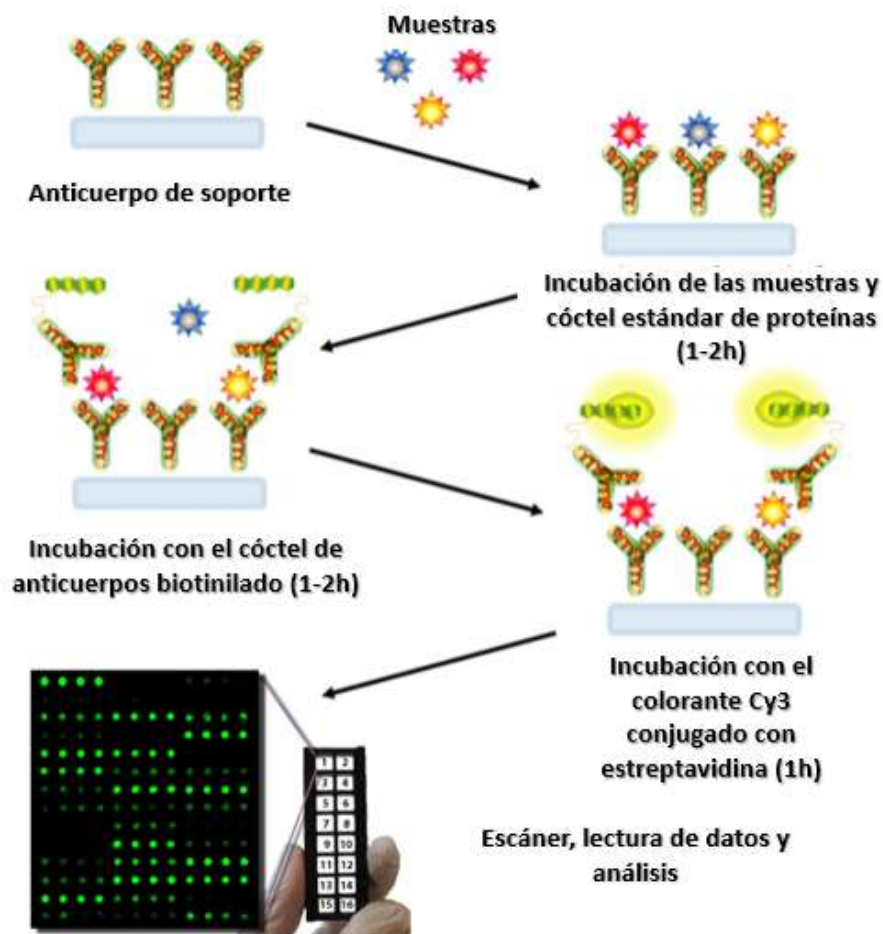 Muestras
Anticuerpo de soporte
Incubación de las muestras y
cóctel estándar de proteínas
(1-2h)
Incubación con el cóctel de
anticuerpos biotinilado (1-2h)
Incubación con el
colorante Cy3
conjugado con
estreptavidina (1h)
1 2
3 4
5 6
7 8
9 10
11 12
13 14
15 16
Escáner, lectura de datos y
análisis